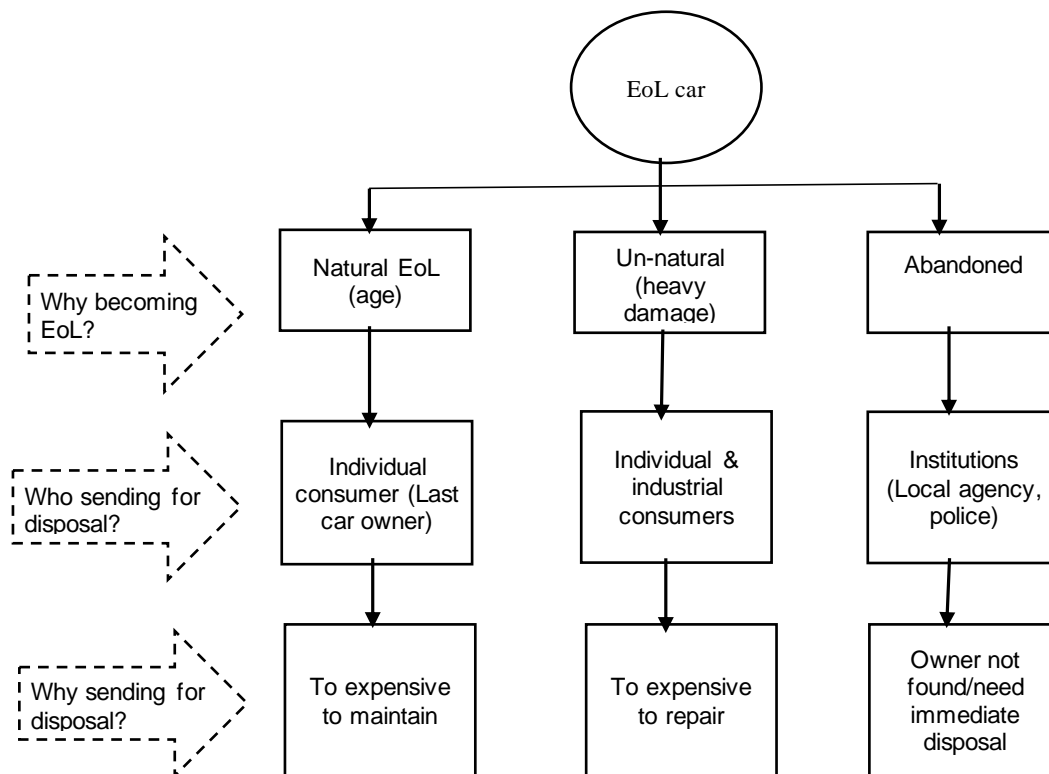 EoL car
Why becoming
EoL?
Natural EoL
(age)
Un-natural
(heavy
damage)
Abandoned
Who sending for
disposal?
Individual
consumer (Last
car owner)
Individual &
industrial
consumers
Institutions
(Local agency,
police)
Why sending for
disposal?
To expensive
to maintain
To expensive
to repair
Owner not
found/need
immediate
disposal